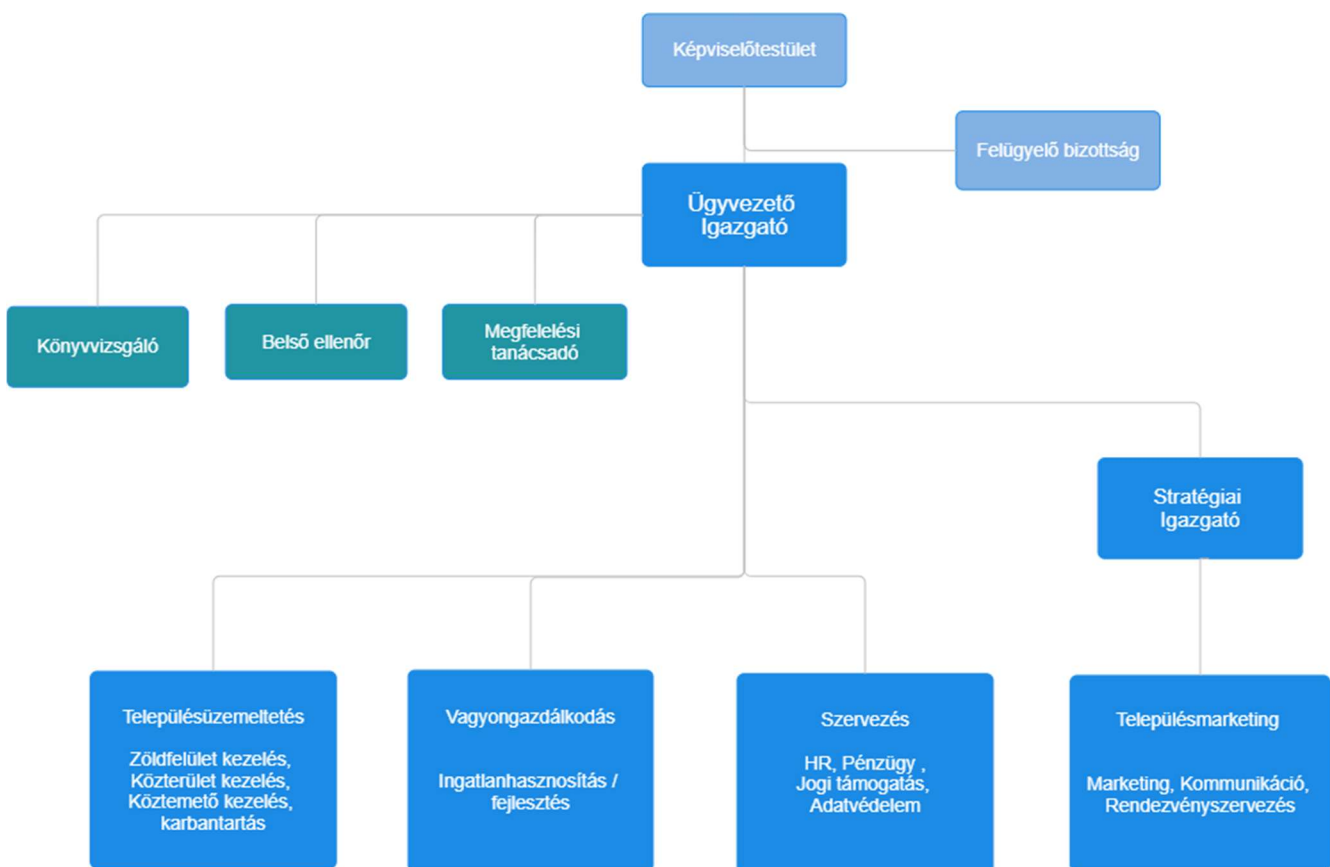 Képviselőtestület
Felügyelő bizottság
Ügyvezető
Igazgató
Könyvvizsgáló
Belső ellenőr
Megfelelési
tanácsadó
Stratégiai
Igazgató
Településüzemeltetés
Zöldfelület kezelés,
Közterület kezelés,
Köztemető kezelés,
karbantartás
Vagyongazdálkodás
Ingatlanhasznosítás /
fejlesztés
Szervezés
HR, Pénzügy ,
Jogi támogatás,
Adatvédelem
Településmarketing
Marketing, Kommunikáció,
Rendezvényszervezés